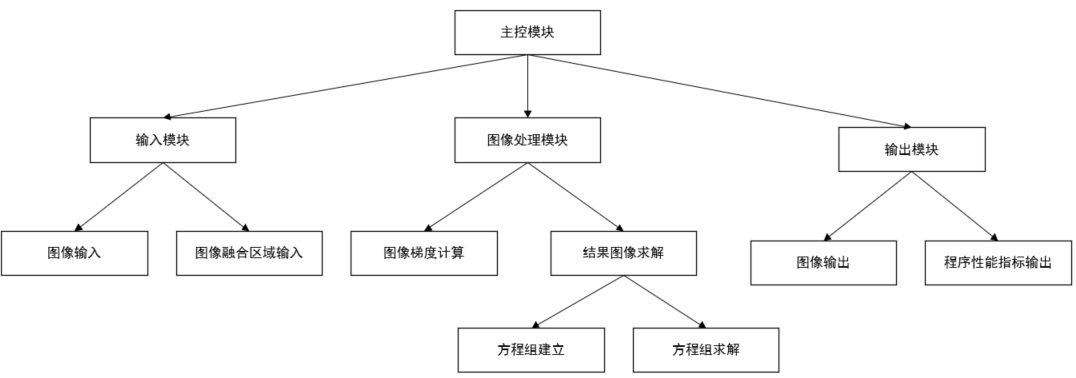 主控模块
输入模块
图像处理模块
输出模块
图像输入
图像融合区域输入
图像梯度计算
结果图像求解
图像输出
程序性能指标输出
方程组建立
方程组求解